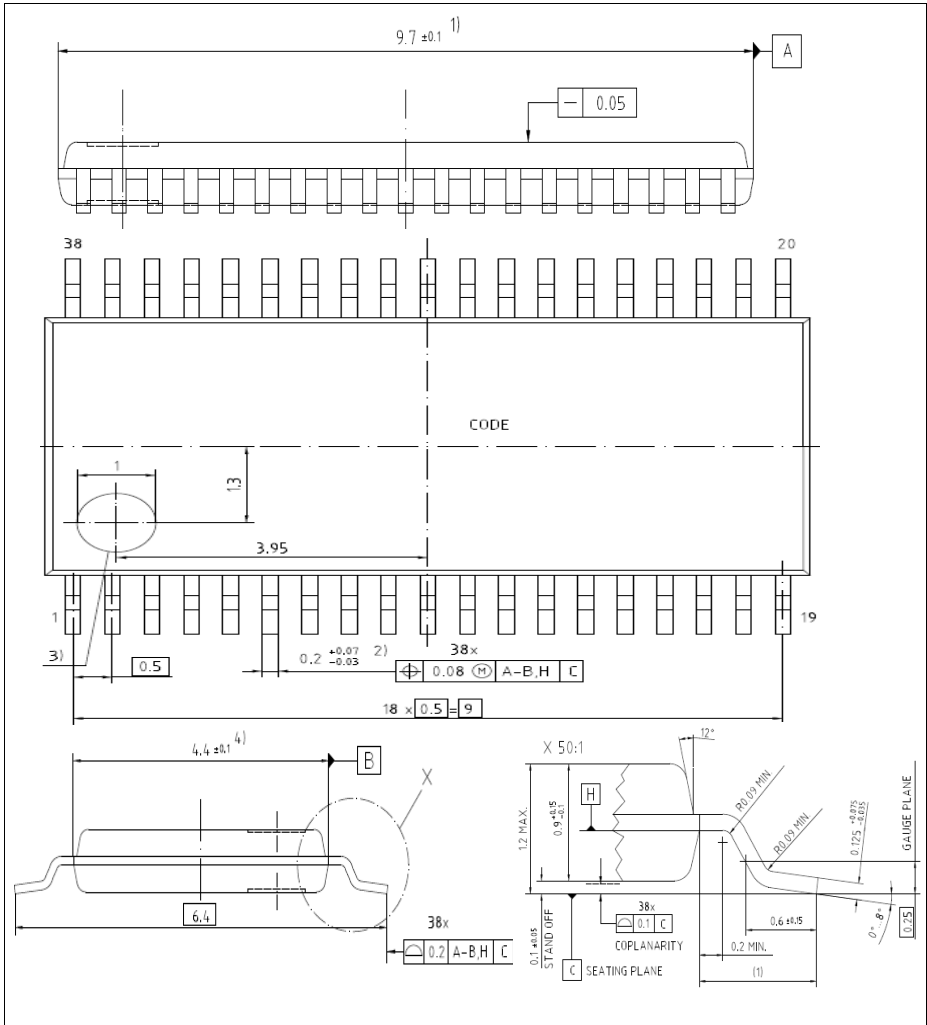 9.7 ±0.1 1)
A
— 0.05
38
20
CODE
1
1.3
3.95
1
19
3)
0.5
0.2 +0.07 -0.03 2)
38x
⌖ 0.08 Ⓜ A-B,H C
18 x 0.5 = 9
4.4 ±0.1 4)
B
X
6.4
38x
⌓ 0.2 A-B,H C
X 50:1
12°
H
1.2 MAX.
0.9 +0.15 -0.1
R0.09 MIN.
R0.09 MIN.
0.125 +0.075 -0.035
GAUGE PLANE
0.1 ±0.05
STAND OFF
38x
⌓ 0.1 C
COPLANARITY
C SEATING PLANE
0.6 ±0.15
0.2 MIN.
(1)
0°...8°
0.25